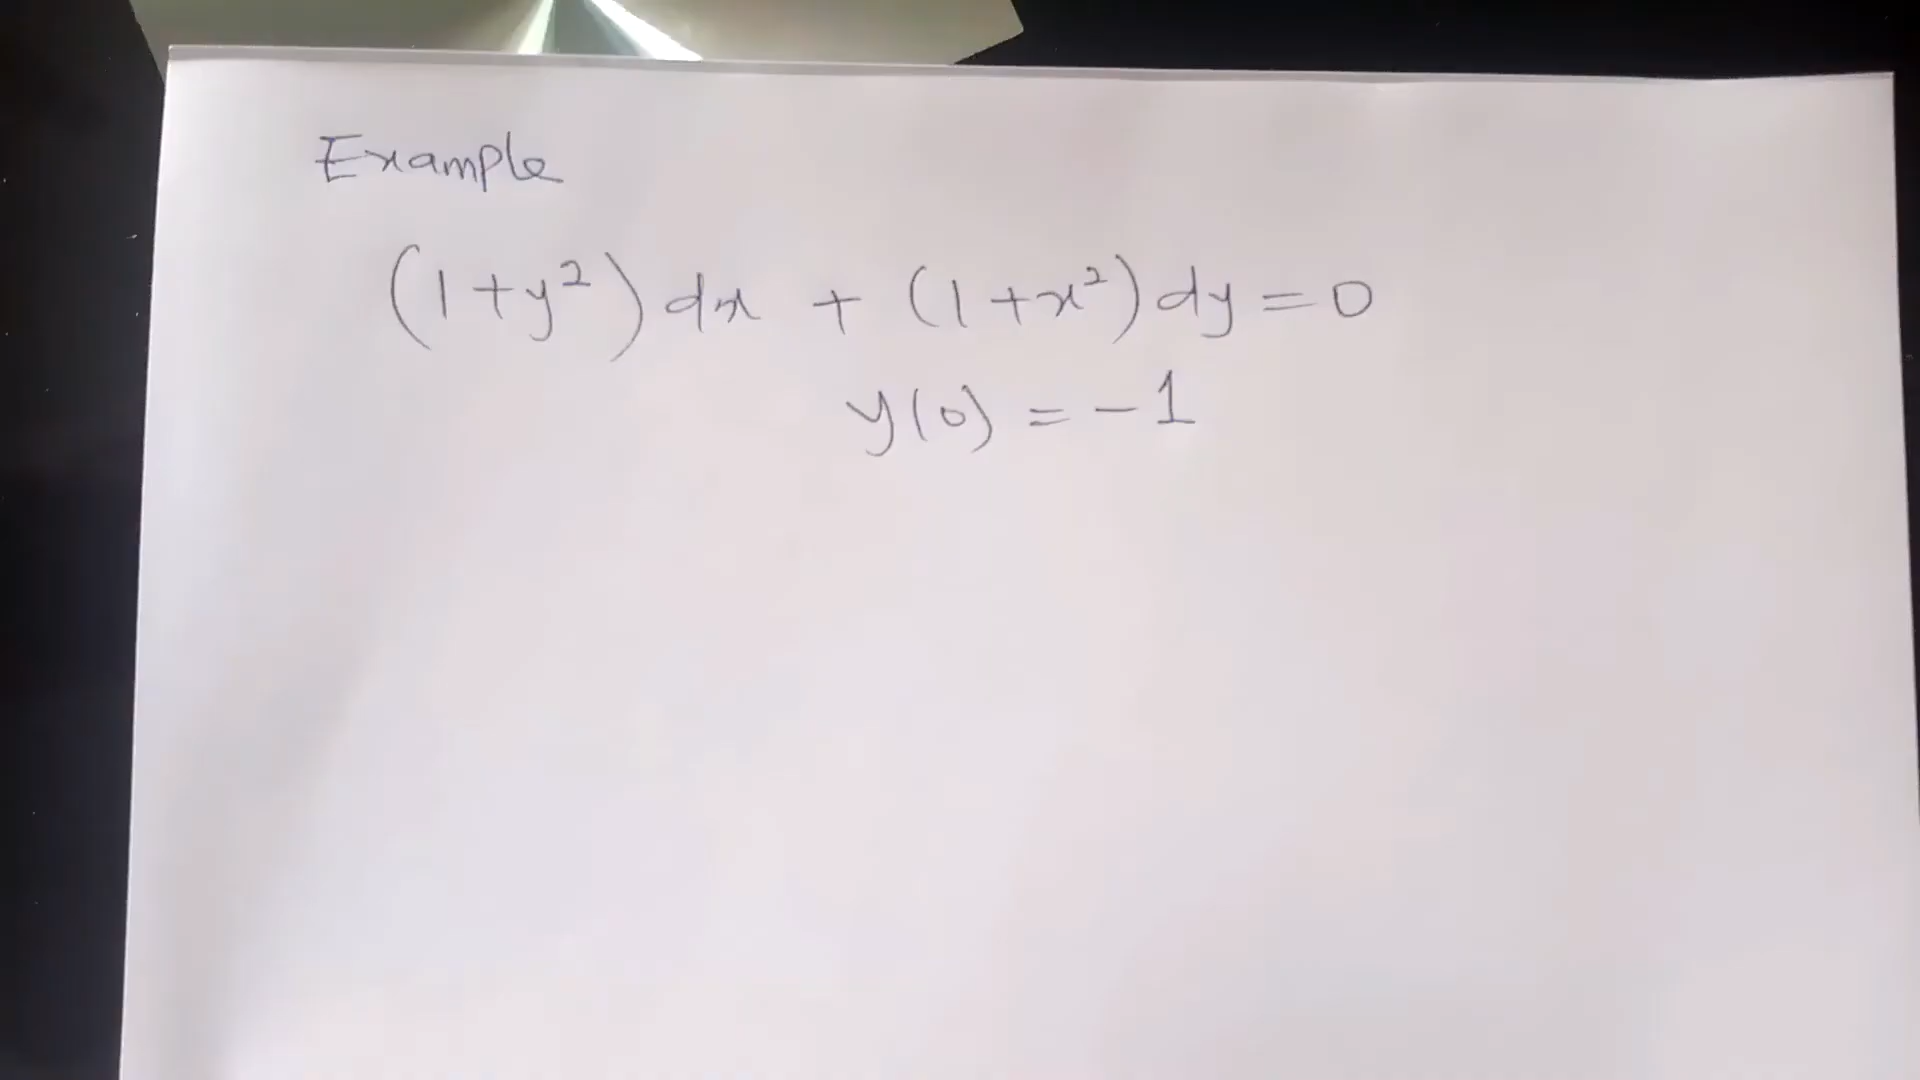 Example
(1+y²)dx + (1+x²)dy=0
y(0) = -1